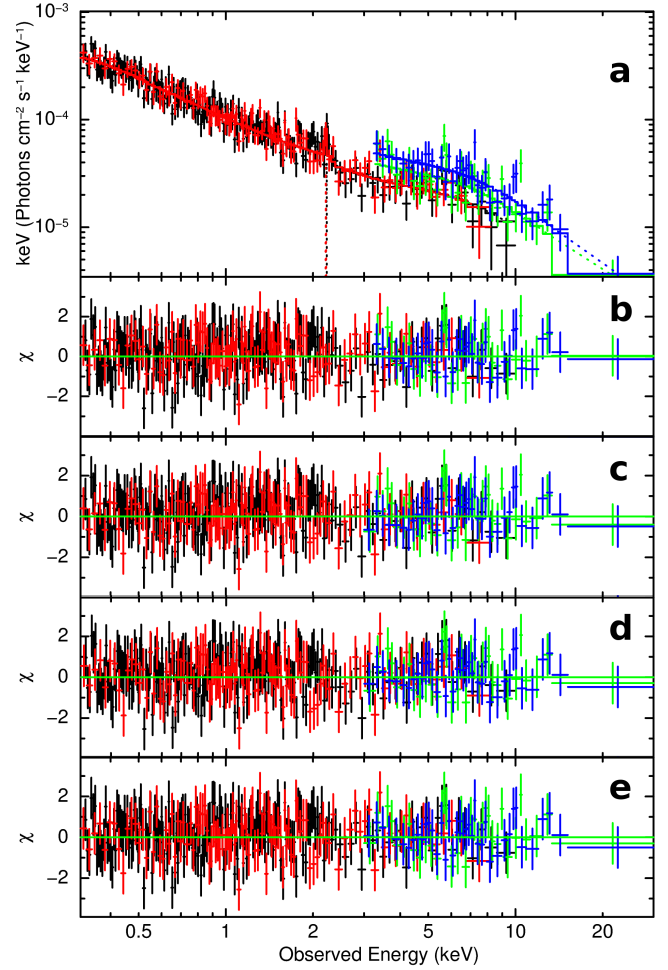 10⁻³
10⁻⁴
10⁻⁵
keV (Photons cm⁻² s⁻¹ keV⁻¹)
a
2
0
−2
χ
b
2
0
−2
χ
c
2
0
−2
χ
d
2
0
−2
χ
e
0.5 1 2 5 10 20
Observed Energy (keV)